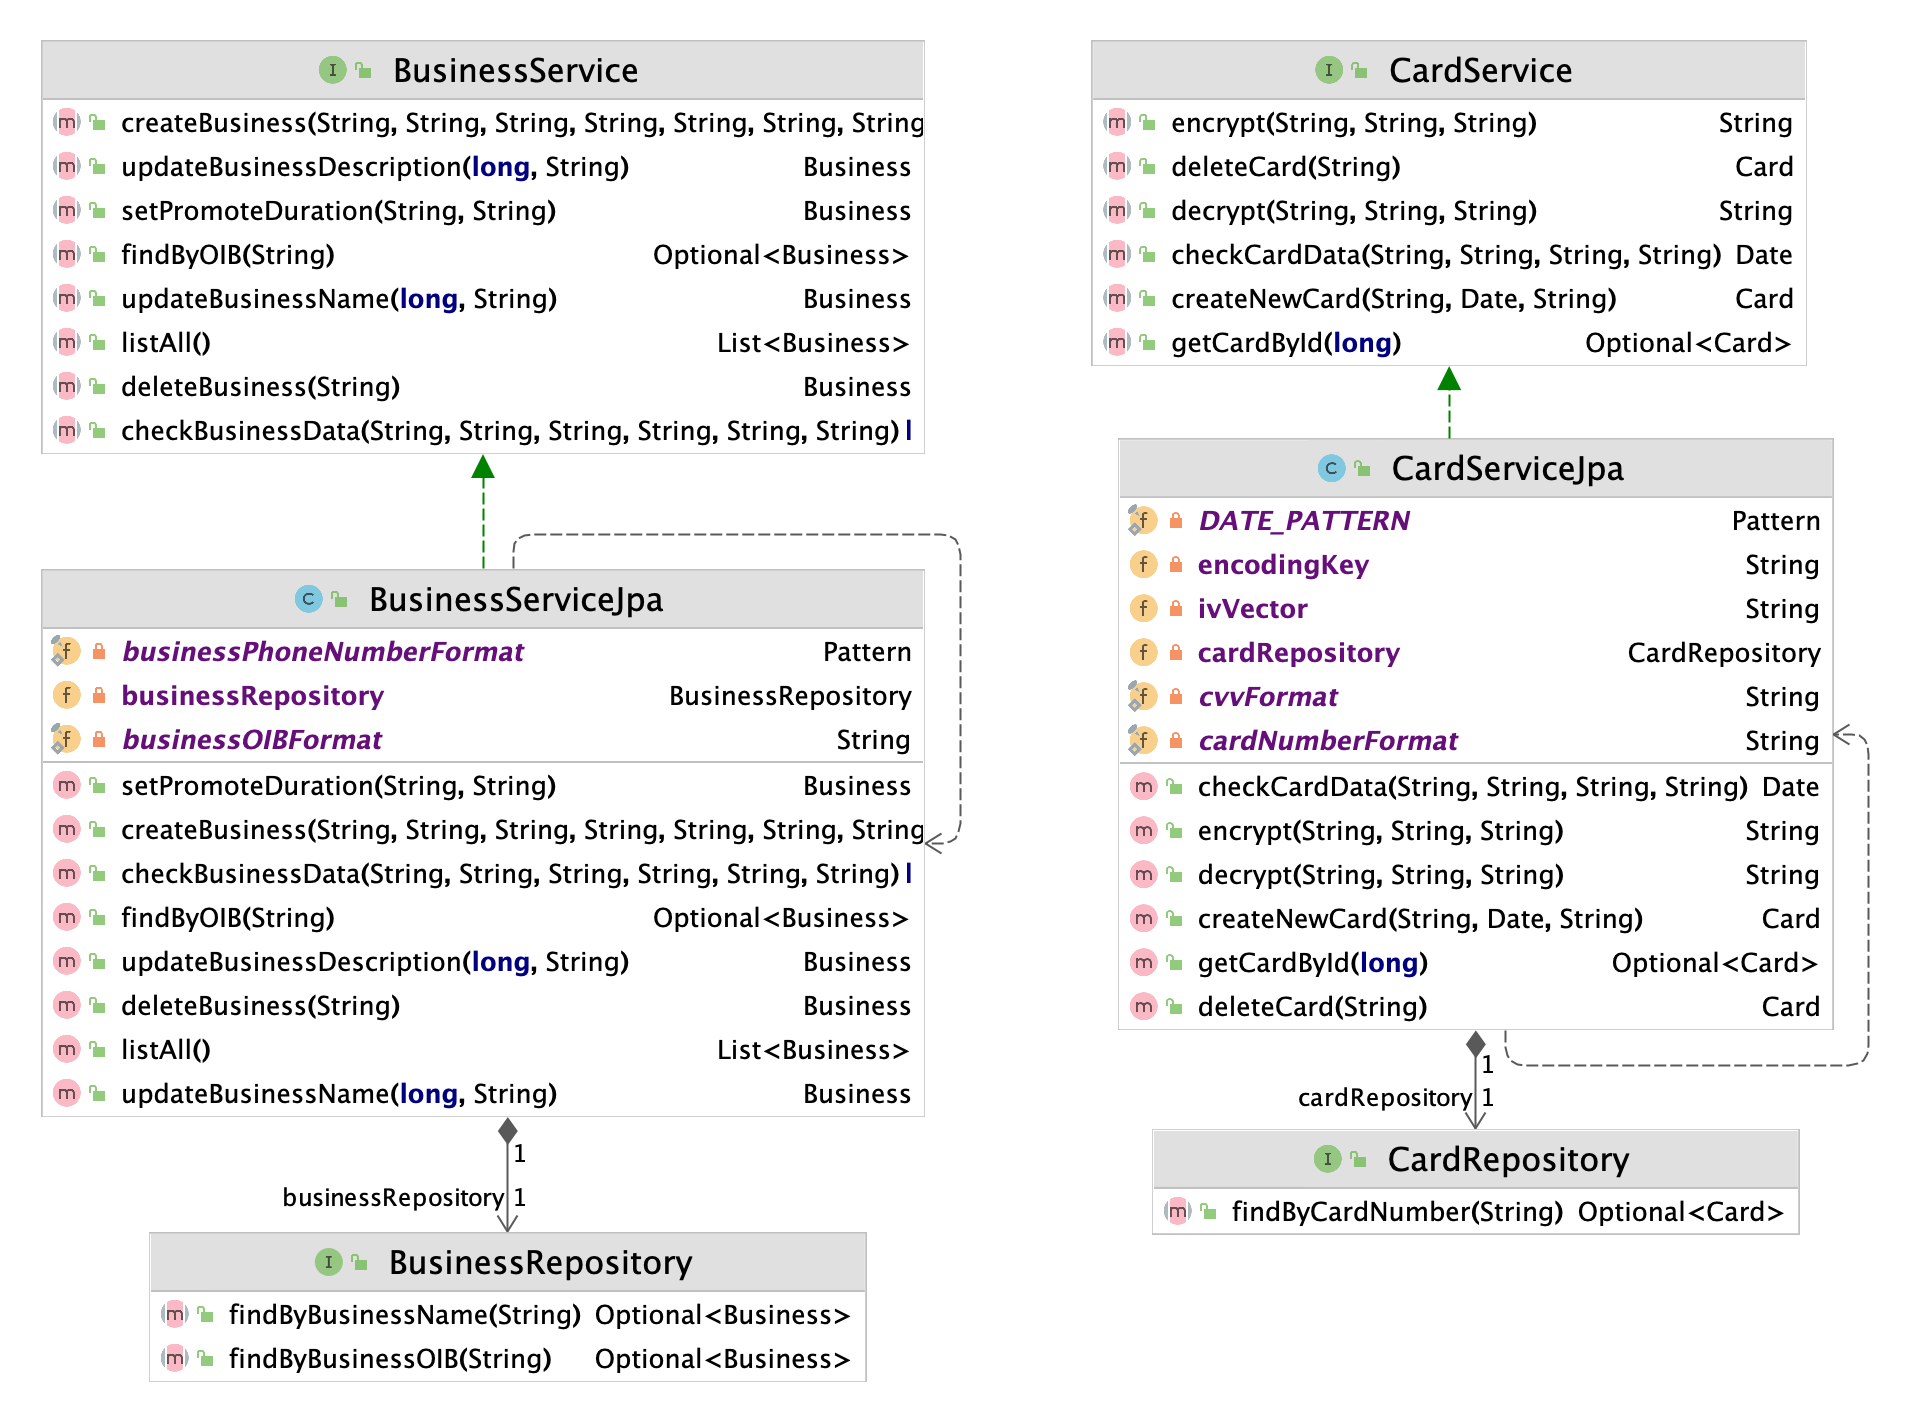 BusinessService
createBusiness(String, String, String, String, String, String, String
updateBusinessDescription(long, String) Business
setPromoteDuration(String, String) Business
findByOIB(String) Optional<Business>
updateBusinessName(long, String) Business
listAll() List<Business>
deleteBusiness(String) Business
checkBusinessData(String, String, String, String, String, String)
BusinessServiceJpa
businessPhoneNumberFormat Pattern
businessRepository BusinessRepository
businessOIBFormat String
setPromoteDuration(String, String) Business
createBusiness(String, String, String, String, String, String, String
checkBusinessData(String, String, String, String, String, String)
findByOIB(String) Optional<Business>
updateBusinessDescription(long, String) Business
deleteBusiness(String) Business
listAll() List<Business>
updateBusinessName(long, String) Business
1
businessRepository 1
BusinessRepository
findByBusinessName(String) Optional<Business>
findByBusinessOIB(String) Optional<Business>
CardService
encrypt(String, String, String) String
deleteCard(String) Card
decrypt(String, String, String) String
checkCardData(String, String, String, String) Date
createNewCard(String, Date, String) Card
getCardById(long) Optional<Card>
CardServiceJpa
DATE_PATTERN Pattern
encodingKey String
ivVector String
cardRepository CardRepository
cvvFormat String
cardNumberFormat String
checkCardData(String, String, String, String) Date
encrypt(String, String, String) String
decrypt(String, String, String) String
createNewCard(String, Date, String) Card
getCardById(long) Optional<Card>
deleteCard(String) Card
1
cardRepository 1
CardRepository
findByCardNumber(String) Optional<Card>